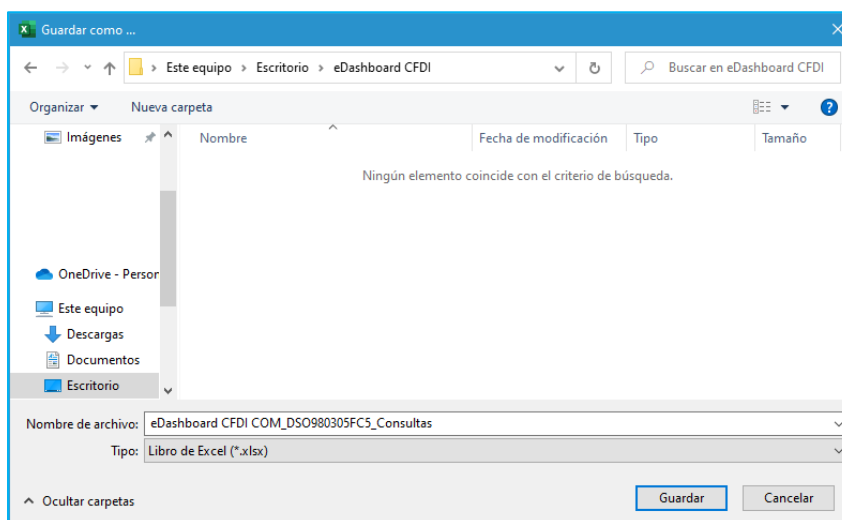 Guardar como ...
Este equipo > Escritorio > eDashboard CFDI
Buscar en eDashboard CFDI
Organizar
Nueva carpeta
Imágenes
Nombre
Fecha de modificación
Tipo
Tamaño
Ningún elemento coincide con el criterio de búsqueda.
OneDrive - Person
Este equipo
Descargas
Documentos
Escritorio
Nombre de archivo: eDashboard CFDI COM_DSO980305FC5_Consultas
Tipo: Libro de Excel (*.xlsx)
Ocultar carpetas
Guardar
Cancelar